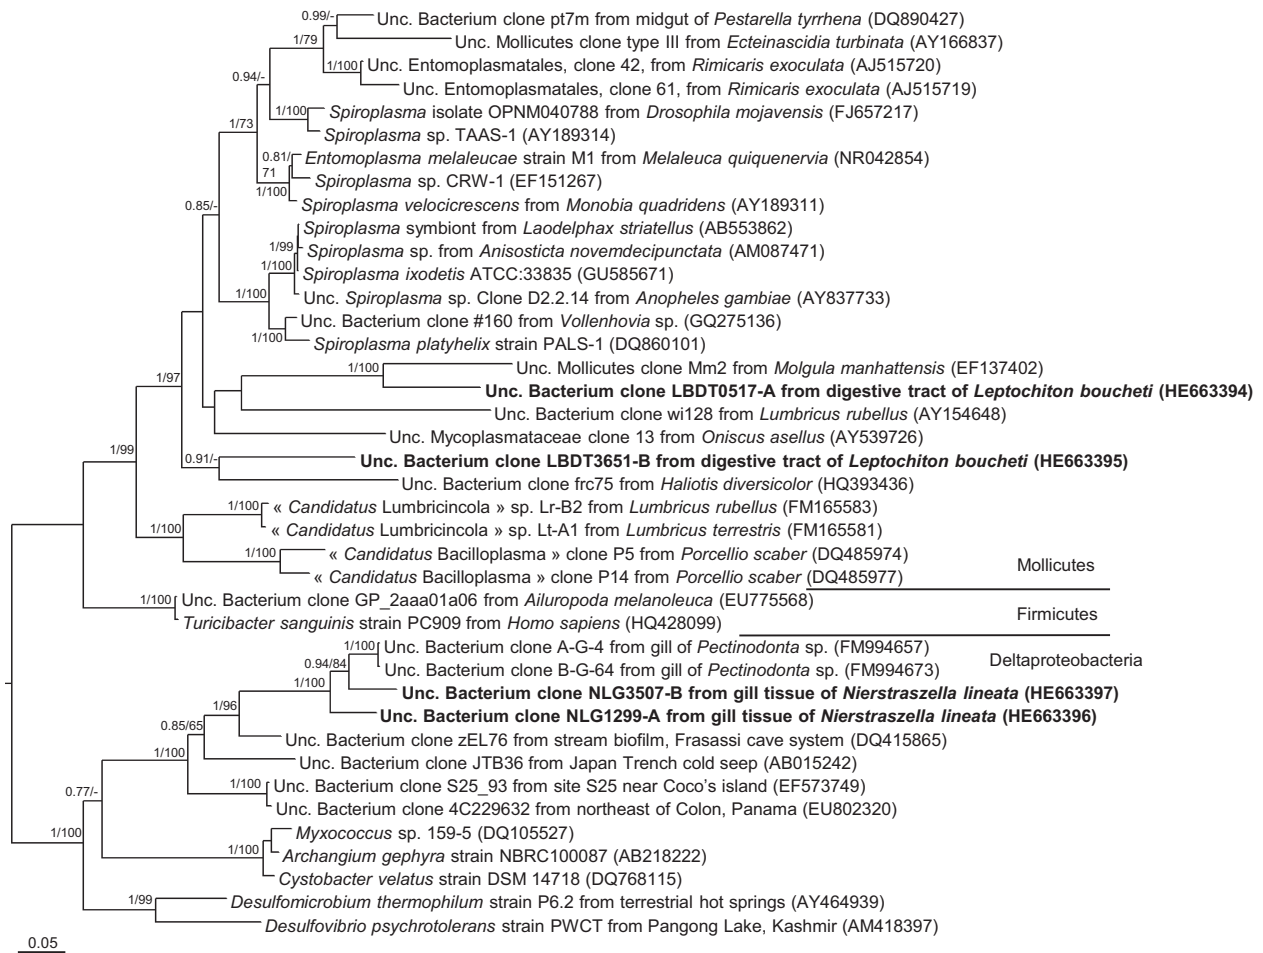 0.99/-
Unc. Bacterium clone pt7m from midgut of Pestarella tyrrhena (DQ890427)
1/79
Unc. Mollicutes clone type III from Ecteinascidia turbinata (AY166837)
1/100
Unc. Entomoplasmatales, clone 42, from Rimicaris exoculata (AJ515720)
0.94/-
Unc. Entomoplasmatales, clone 61, from Rimicaris exoculata (AJ515719)
1/100
Spiroplasma isolate OPNM040788 from Drosophila mojavensis (FJ657217)
1/73
Spiroplasma sp. TAAS-1 (AY189314)
0.81/
71
Entomoplasma melaleucae strain M1 from Melaleuca quiquenervia (NR042854)
Spiroplasma sp. CRW-1 (EF151267)
1/100
Spiroplasma velocicrescens from Monobia quadridens (AY189311)
0.85/-
Spiroplasma symbiont from Laodelphax striatellus (AB553862)
1/99
Spiroplasma sp. from Anisosticta novemdecipunctata (AM087471)
1/100
Spiroplasma ixodetis ATCC:33835 (GU585671)
1/100
Unc. Spiroplasma sp. Clone D2.2.14 from Anopheles gambiae (AY837733)
Unc. Bacterium clone #160 from Vollenhovia sp. (GQ275136)
1/100
Spiroplasma platyhelix strain PALS-1 (DQ860101)
1/100
Unc. Mollicutes clone Mm2 from Molgula manhattensis (EF137402)
1/97
Unc. Bacterium clone LBDT0517-A from digestive tract of Leptochiton boucheti (HE663394)
Unc. Bacterium clone wi128 from Lumbricus rubellus (AY154648)
Unc. Mycoplasmataceae clone 13 from Oniscus asellus (AY539726)
1/99
0.91/-
Unc. Bacterium clone LBDT3651-B from digestive tract of Leptochiton boucheti (HE663395)
Unc. Bacterium clone frc75 from Haliotis diversicolor (HQ393436)
1/100
« Candidatus Lumbricincola » sp. Lr-B2 from Lumbricus rubellus (FM165583)
1/100
« Candidatus Lumbricincola » sp. Lt-A1 from Lumbricus terrestris (FM165581)
1/100
« Candidatus Bacilloplasma » clone P5 from Porcellio scaber (DQ485974)
Mollicutes
« Candidatus Bacilloplasma » clone P14 from Porcellio scaber (DQ485977)
1/100
Unc. Bacterium clone GP_2aaa01a06 from Ailuropoda melanoleuca (EU775568)
Firmicutes
Turicibacter sanguinis strain PC909 from Homo sapiens (HQ428099)
1/100
Unc. Bacterium clone A-G-4 from gill of Pectinodonta sp. (FM994657)
Deltaproteobacteria
0.94/84
Unc. Bacterium clone B-G-64 from gill of Pectinodonta sp. (FM994673)
1/100
Unc. Bacterium clone NLG3507-B from gill tissue of Nierstraszella lineata (HE663397)
1/96
Unc. Bacterium clone NLG1299-A from gill tissue of Nierstraszella lineata (HE663396)
0.85/65
Unc. Bacterium clone zEL76 from stream biofilm, Frasassi cave system (DQ415865)
1/100
Unc. Bacterium clone JTB36 from Japan Trench cold seep (AB015242)
1/100
Unc. Bacterium clone S25_93 from site S25 near Coco's island (EF573749)
0.77/-
Unc. Bacterium clone 4C229632 from northeast of Colon, Panama (EU802320)
1/100
Myxococcus sp. 159-5 (DQ105527)
1/100
Archangium gephyra strain NBRC100087 (AB218222)
Cystobacter velatus strain DSM 14718 (DQ768115)
1/99
Desulfomicrobium thermophilum strain P6.2 from terrestrial hot springs (AY464939)
Desulfovibrio psychrotolerans strain PWCT from Pangong Lake, Kashmir (AM418397)
0.05